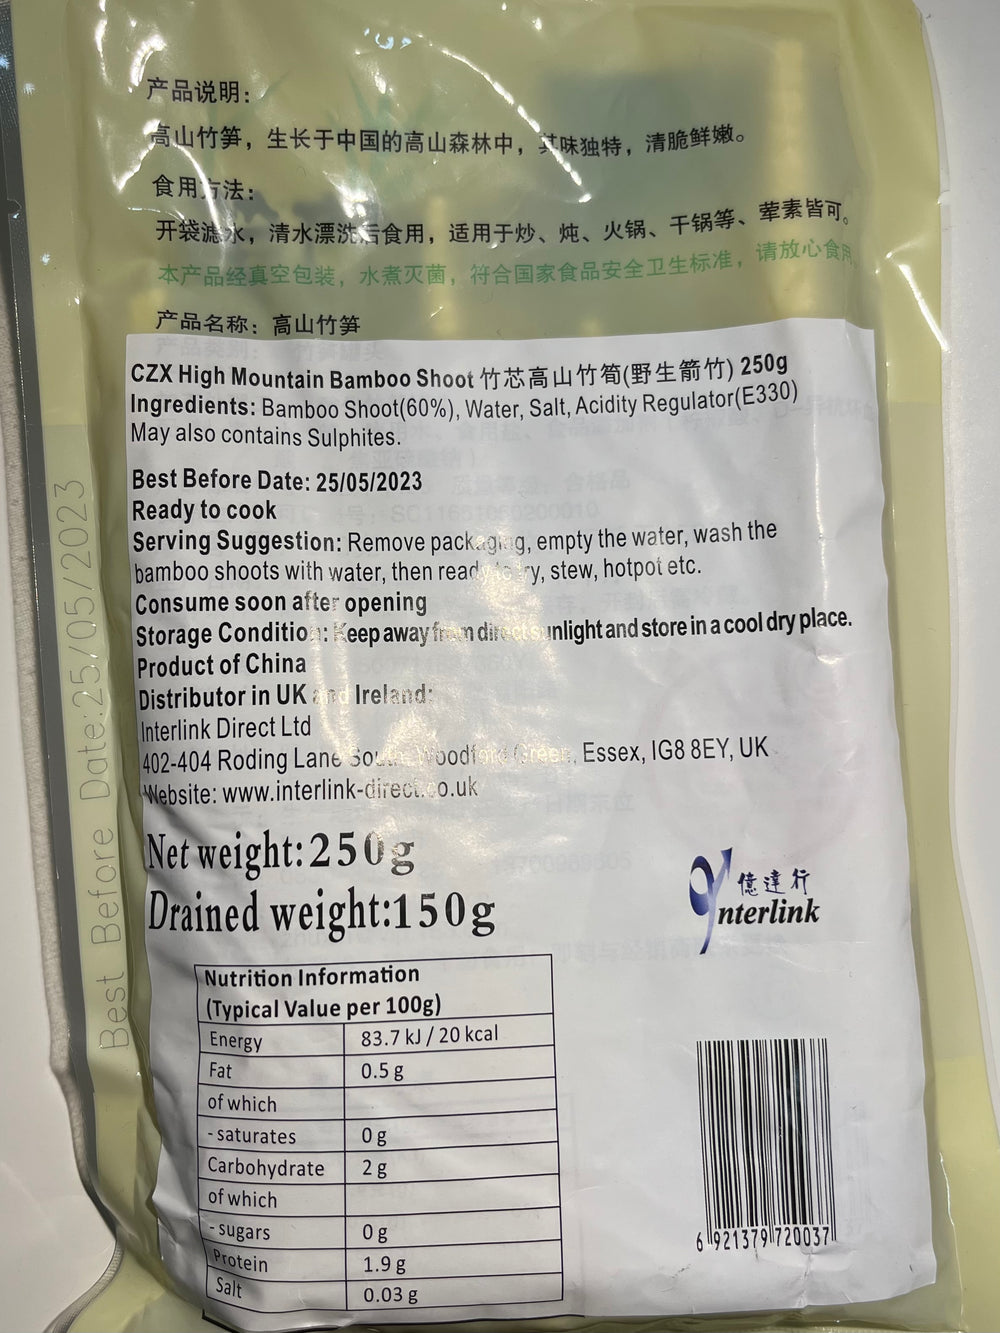 产品说明：
高山竹笋，生长于中国的高山森林中，其味独特，清脆鲜嫩。
食用方法：
开袋滤水，清水漂洗后食用，适用于炒、炖、火锅、干锅等、荤素皆可。
本产品经真空包装，水煮灭菌，符合国家食品安全卫生标准，请放心食用
产品名称：高山竹笋
CZX High Mountain Bamboo Shoot 竹芯高山竹筍(野生箭竹) 250g
Ingredients: Bamboo Shoot(60%), Water, Salt, Acidity Regulator(E330)
May also contains Sulphites.
Best Before Date: 25/05/2023
Ready to cook
Serving Suggestion: Remove packaging, empty the water, wash the
bamboo shoots with water, then ready to fry, stew, hotpot etc.
Consume soon after opening
Storage Condition: Keep away from direct sunlight and store in a cool dry place.
Product of China
Distributor in UK and Ireland:
Interlink Direct Ltd
402-404 Roding Lane South, Woodford Green, Essex, IG8 8EY, UK
Website: www.interlink-direct.co.uk
Net weight:250g
Drained weight:150g
億達行
Interlink
Nutrition Information
(Typical Value per 100g)
Energy 83.7 kJ / 20 kcal
Fat 0.5 g
of which
- saturates 0 g
Carbohydrate 2 g
of which
- sugars 0 g
Protein 1.9 g
Salt 0.03 g
6 921379 720037
Best Before Date:25/05/2023